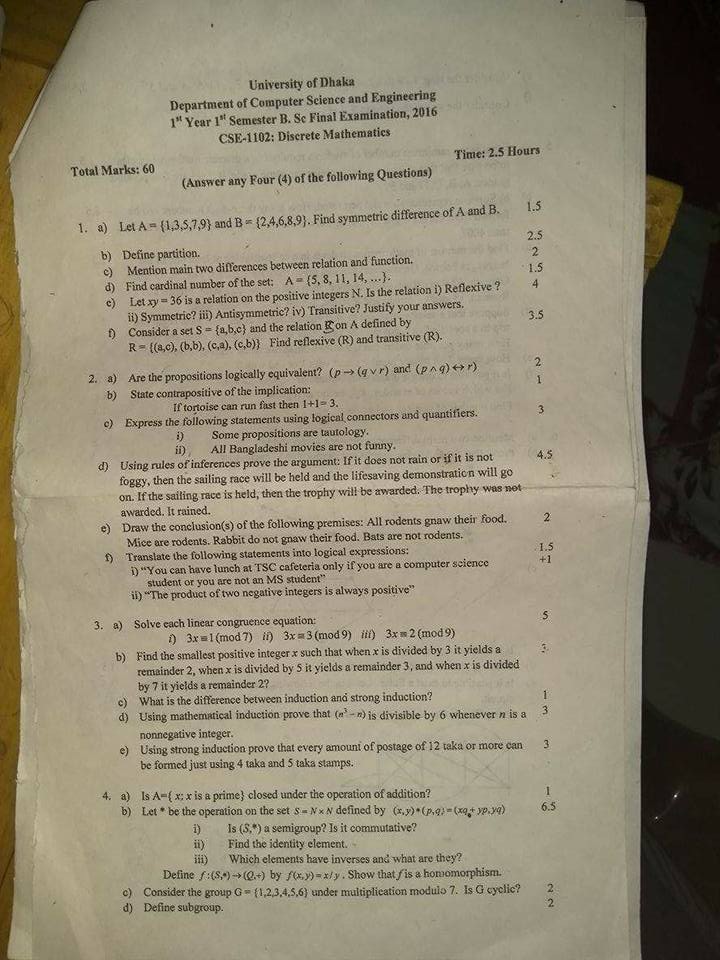 University of Dhaka
Department of Computer Science and Engineering
1st Year 1st Semester B. Sc Final Examination, 2016
CSE-1102: Discrete Mathematics
Total Marks: 60 Time: 2.5 Hours
(Answer any Four (4) of the following Questions)
1. a) Let A = {1,3,5,7,9} and B = {2,4,6,8,9}. Find symmetric difference of A and B. 1.5
b) Define partition. 2.5
c) Mention main two differences between relation and function. 2
d) Find cardinal number of the set: A = {5, 8, 11, 14, ...}. 1.5
e) Let xy = 36 is a relation on the positive integers N. Is the relation i) Reflexive ? 4
ii) Symmetric? iii) Antisymmetric? iv) Transitive? Justify your answers.
f) Consider a set S = {a,b,c} and the relation R on A defined by 3.5
R = {(a,c), (b,b), (c,a), (c,b)} Find reflexive (R) and transitive (R).
2. a) Are the propositions logically equivalent? (p → (q ∨ r) and (p ∧ q) ↔ r) 2
b) State contrapositive of the implication: 1
If tortoise can run fast then 1+1= 3.
c) Express the following statements using logical connectors and quantifiers. 3
i) Some propositions are tautology.
ii) All Bangladeshi movies are not funny.
d) Using rules of inferences prove the argument: If it does not rain or if it is not 4.5
foggy, then the sailing race will be held and the lifesaving demonstration will go
on. If the sailing race is held, then the trophy will be awarded. The trophy was not
awarded. It rained.
e) Draw the conclusion(s) of the following premises: All rodents gnaw their food. 2
Mice are rodents. Rabbit do not gnaw their food. Bats are not rodents.
f) Translate the following statements into logical expressions: 1.5
i) "You can have lunch at TSC cafeteria only if you are a computer science +1
student or you are not an MS student"
ii) "The product of two negative integers is always positive"
3. a) Solve each linear congruence equation: 5
i) 3x ≡ 1 (mod 7) ii) 3x ≡ 3 (mod 9) iii) 3x ≡ 2 (mod 9)
b) Find the smallest positive integer x such that when x is divided by 3 it yields a 3
remainder 2, when x is divided by 5 it yields a remainder 3, and when x is divided
by 7 it yields a remainder 2?
c) What is the difference between induction and strong induction? 1
d) Using mathematical induction prove that (n³ – n) is divisible by 6 whenever n is a 3
nonnegative integer.
e) Using strong induction prove that every amount of postage of 12 taka or more can 3
be formed just using 4 taka and 5 taka stamps.
4. a) Is A={ x; x is a prime} closed under the operation of addition? 1
b) Let * be the operation on the set S = N × N defined by (x,y)*(p,q) = (xq + yp, yq) 6.5
i) Is (S,*) a semigroup? Is it commutative?
ii) Find the identity element.
iii) Which elements have inverses and what are they?
Define f : (S,*) → (Q,+) by f(x,y) = x / y . Show that f is a homomorphism.
c) Consider the group G = {1,2,3,4,5,6} under multiplication modulo 7. Is G cyclic? 2
d) Define subgroup. 2